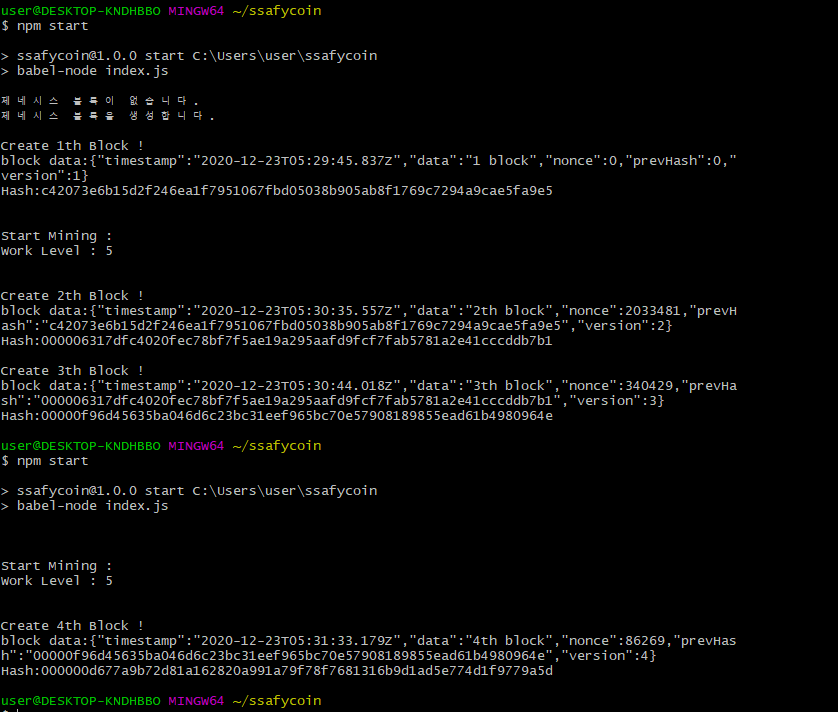 user@DESKTOP-KNDHBBO MINGW64 ~/ssafycoin
$ npm start
> ssafycoin@1.0.0 start C:\Users\user\ssafycoin
> babel-node index.js
제네시스 블록이 없습니다.
제네시스 블록을 생성합니다.
Create 1th Block !
block data:{"timestamp":"2020-12-23T05:29:45.837Z","data":"1 block","nonce":0,"prevHash":0,"
version":1}
Hash:c42073e6b15d2f246ea1f7951067fbd05038b905ab8f1769c7294a9cae5fa9e5
Start Mining :
Work Level : 5
Create 2th Block !
block data:{"timestamp":"2020-12-23T05:30:35.557Z","data":"2th block","nonce":2033481,"prevH
ash":"c42073e6b15d2f246ea1f7951067fbd05038b905ab8f1769c7294a9cae5fa9e5","version":2}
Hash:000006317dfc4020fec78bf7f5ae19a295aafd9fcf7fab5781a2e41cccddb7b1
Create 3th Block !
block data:{"timestamp":"2020-12-23T05:30:44.018Z","data":"3th block","nonce":340429,"prevHa
sh":"000006317dfc4020fec78bf7f5ae19a295aafd9fcf7fab5781a2e41cccddb7b1","version":3}
Hash:00000f96d45635ba046d6c23bc31eef965bc70e57908189855ead61b4980964e
user@DESKTOP-KNDHBBO MINGW64 ~/ssafycoin
$ npm start
> ssafycoin@1.0.0 start C:\Users\user\ssafycoin
> babel-node index.js
Start Mining :
Work Level : 5
Create 4th Block !
block data:{"timestamp":"2020-12-23T05:31:33.179Z","data":"4th block","nonce":86269,"prevHas
h":"00000f96d45635ba046d6c23bc31eef965bc70e57908189855ead61b4980964e","version":4}
Hash:000000d677a9b72d81a162820a991a79f78f7681316b9d1ad5e774d1f9779a5d
user@DESKTOP-KNDHBBO MINGW64 ~/ssafycoin